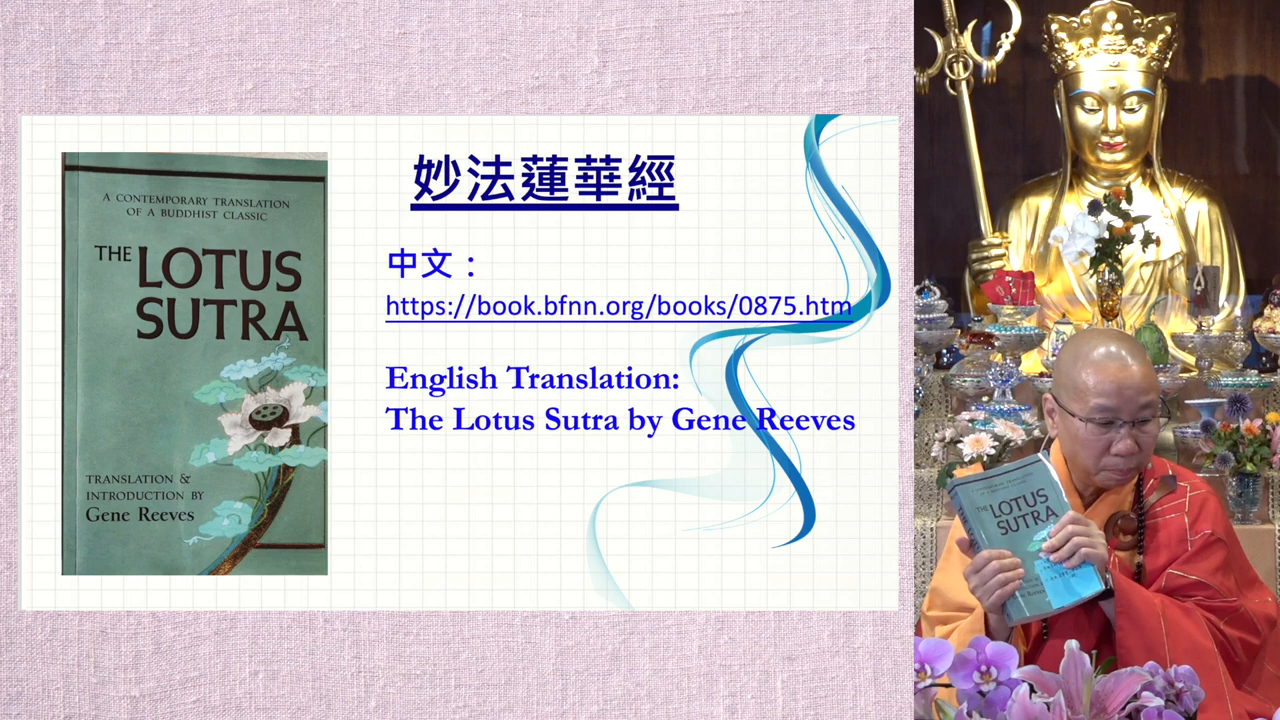 A CONTEMPORARY TRANSLATION
OF A BUDDHIST CLASSIC
THE LOTUS
SUTRA
TRANSLATION &
INTRODUCTION BY
Gene Reeves
妙法蓮華經
中文：
https://book.bfnn.org/books/0875.htm
English Translation:
The Lotus Sutra by Gene Reeves
THE LOTUS
SUTRA